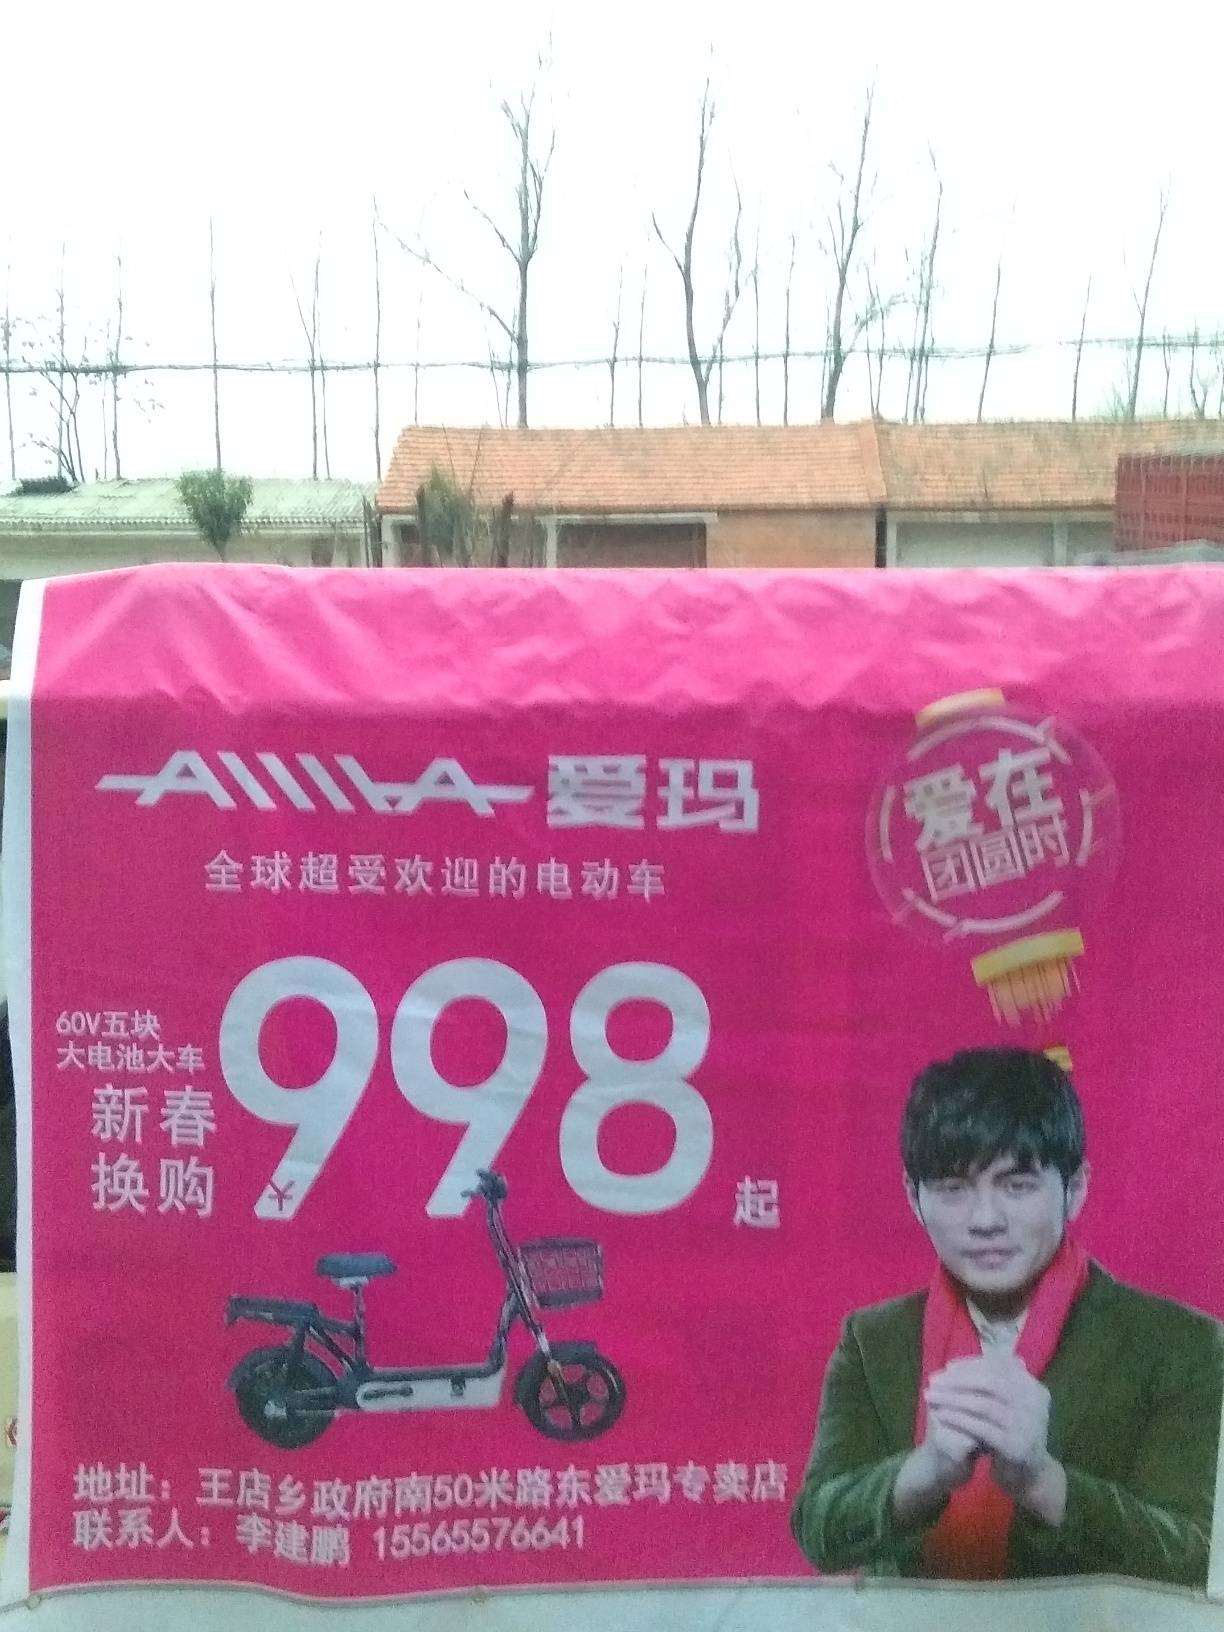 AIMA 爱玛
全球超受欢迎的电动车
爱在
团圆时
60V五块
大电池大车
新春
换购
998
¥
起
地址：王店乡政府南50米路东爱玛专卖店
联系人：李建鹏 15565576641